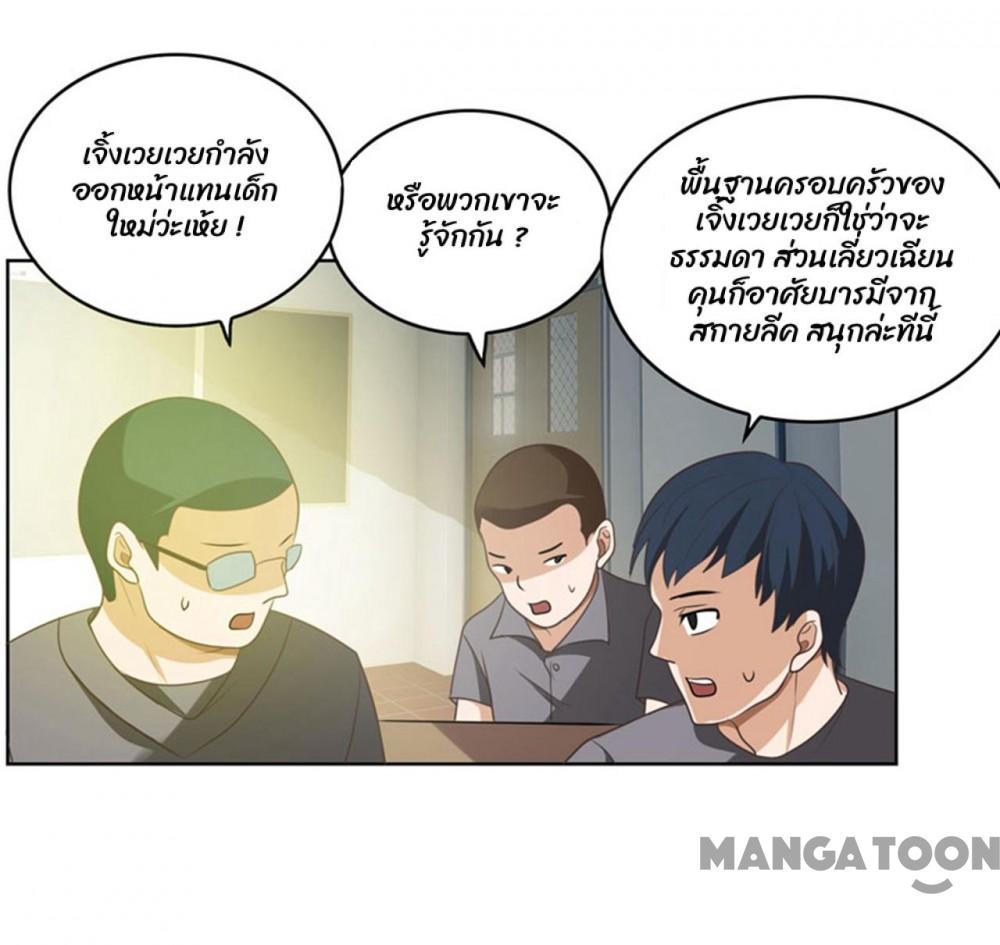 เจิ้งเวยเวยกำลัง
ออกหน้าแทนเด็ก
ใหม่ว่ะเห้ย !
หรือพวกเขาจะ
รู้จักกัน ?
พื้นฐานครอบครัวของ
เจิ้งเวยเวยก็ใช่ว่าจะ
ธรรมดา ส่วนเลี่ยวเฉียน
คุนก็อาศัยบารมีจาก
สกายลีค สนุกล่ะทีนี้
MANGATOON